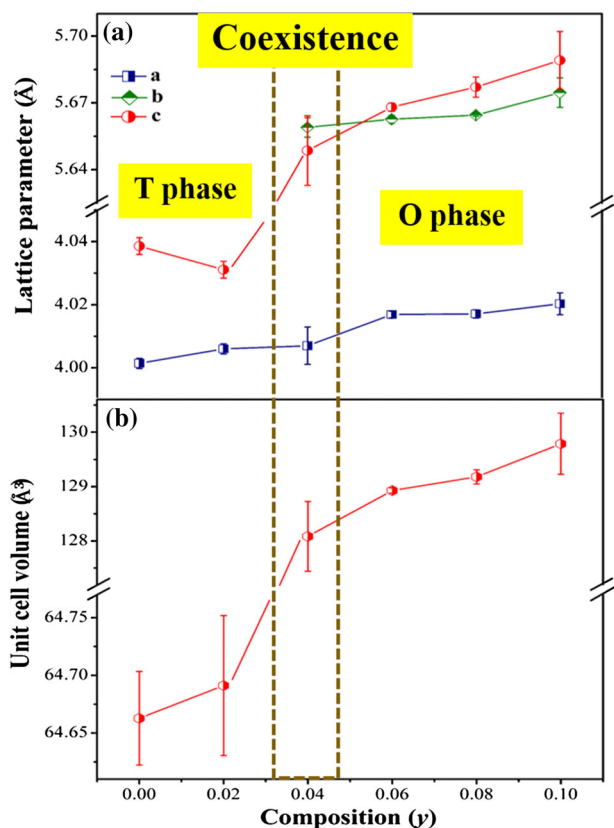 (a)
Coexistence
a
b
c
T phase
O phase
Lattice parameter (Å)
5.70
5.67
5.64
4.04
4.02
4.00
(b)
Unit cell volume (Å³)
130
129
128
64.75
64.70
64.65
0.00 0.02 0.04 0.06 0.08 0.10
Composition (y)